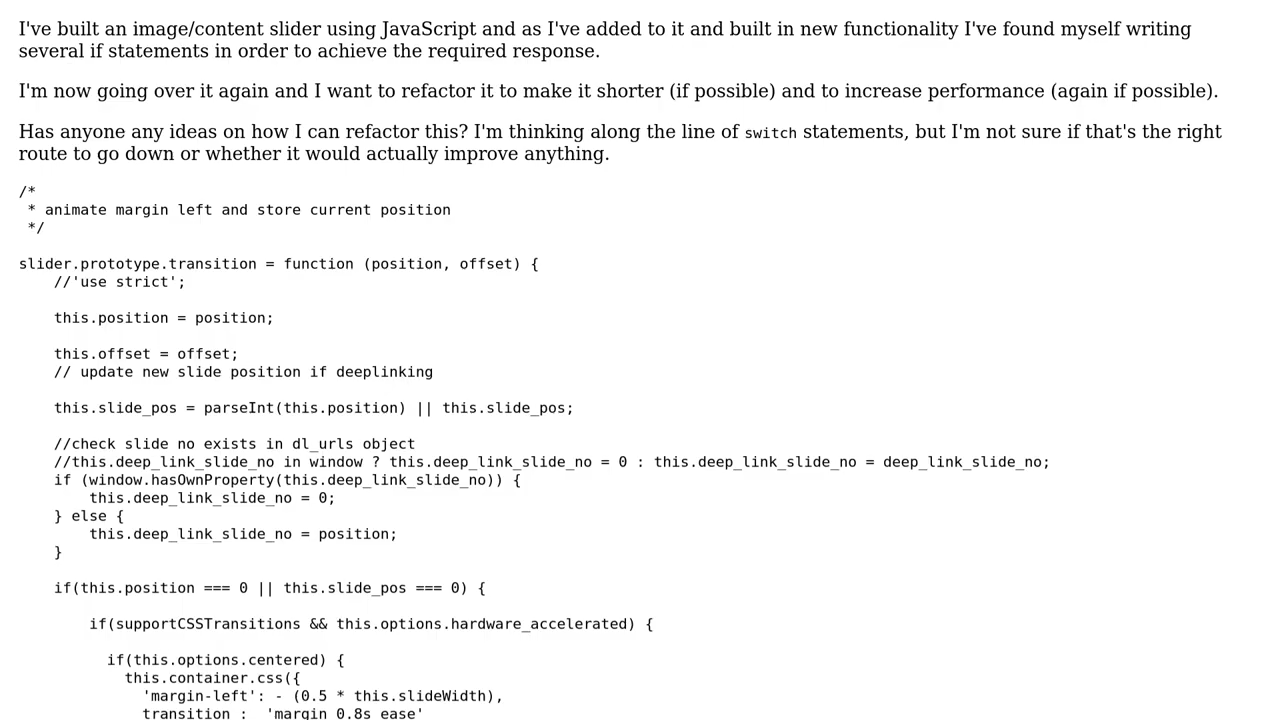 I've built an image/content slider using JavaScript and as I've added to it and built in new functionality I've found myself writing
several if statements in order to achieve the required response.
I'm now going over it again and I want to refactor it to make it shorter (if possible) and to increase performance (again if possible).
Has anyone any ideas on how I can refactor this? I'm thinking along the line of switch statements, but I'm not sure if that's the right
route to go down or whether it would actually improve anything.
/*
 * animate margin left and store current position
 */
slider.prototype.transition = function (position, offset) {
    //'use strict';
    this.position = position;
    this.offset = offset;
    // update new slide position if deeplinking
    this.slide_pos = parseInt(this.position) || this.slide_pos;
    //check slide no exists in dl_urls object
    //this.deep_link_slide_no in window ? this.deep_link_slide_no = 0 : this.deep_link_slide_no = deep_link_slide_no;
    if (window.hasOwnProperty(this.deep_link_slide_no)) {
        this.deep_link_slide_no = 0;
    } else {
        this.deep_link_slide_no = position;
    }
    if(this.position === 0 || this.slide_pos === 0) {
        if(supportCSSTransitions && this.options.hardware_accelerated) {
          if(this.options.centered) {
            this.container.css({
              'margin-left': - (0.5 * this.slideWidth),
              transition :  'margin 0.8s ease'